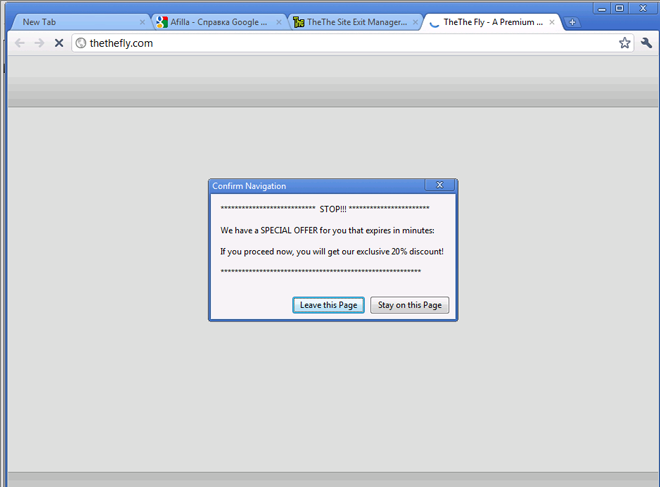 New Tab
Afilla - Справка Google ...
TheThe Site Exit Manager...
TheThe Fly - A Premium ...
thethefly.com
Confirm Navigation
*************************** STOP!!! ***********************
We have a SPECIAL OFFER for you that expires in minutes:
If you proceed now, you will get our exclusive 20% discount!
*********************************************************
Leave this Page
Stay on this Page